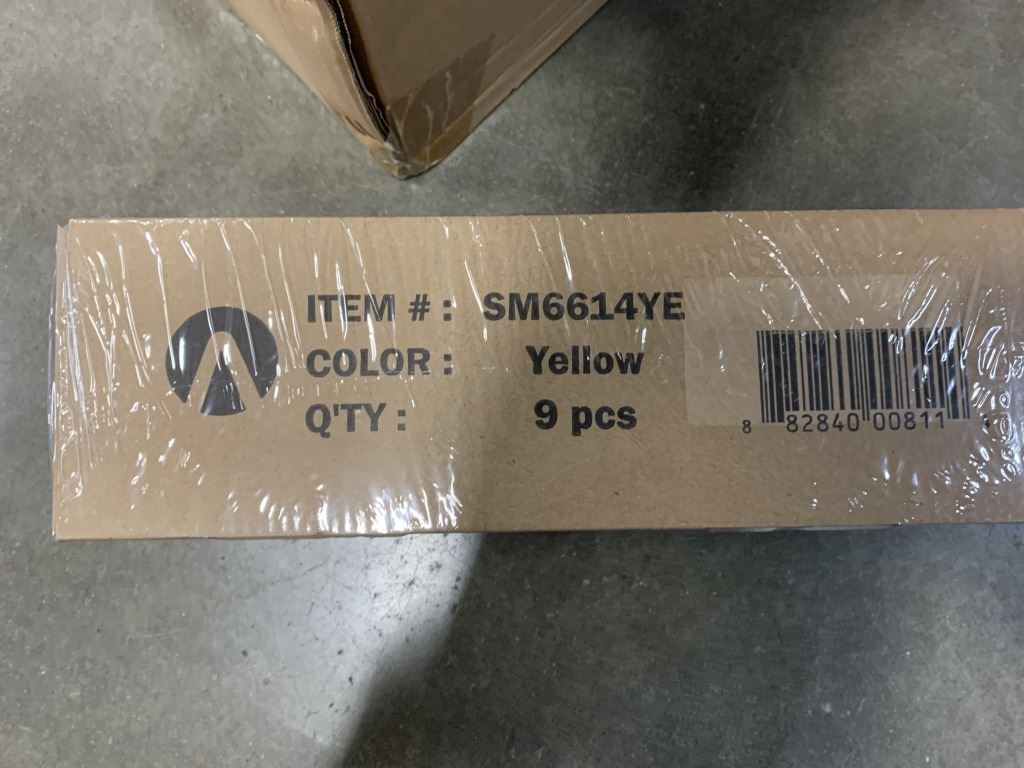 ITEM # : SM6614YE
COLOR : Yellow
Q'TY : 9 pcs
8 82840 00811